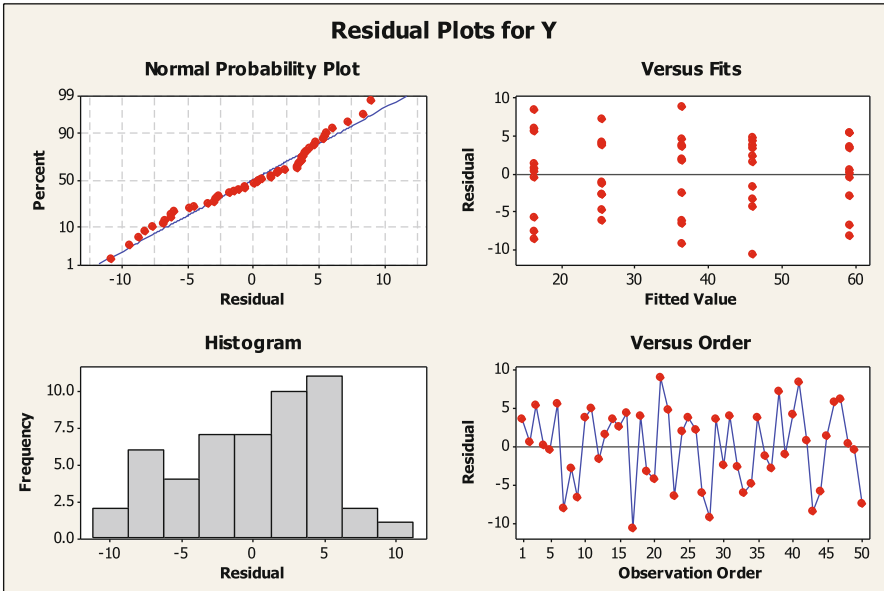 Residual Plots for Y
Normal Probability Plot
Percent
99
90
50
10
1
-10 -5 0 5 10
Residual
Versus Fits
Residual
10
5
0
-5
-10
20 30 40 50 60
Fitted Value
Histogram
Frequency
10.0
7.5
5.0
2.5
0.0
-10 -5 0 5 10
Residual
Versus Order
Residual
10
5
0
-5
-10
1 5 10 15 20 25 30 35 40 45 50
Observation Order